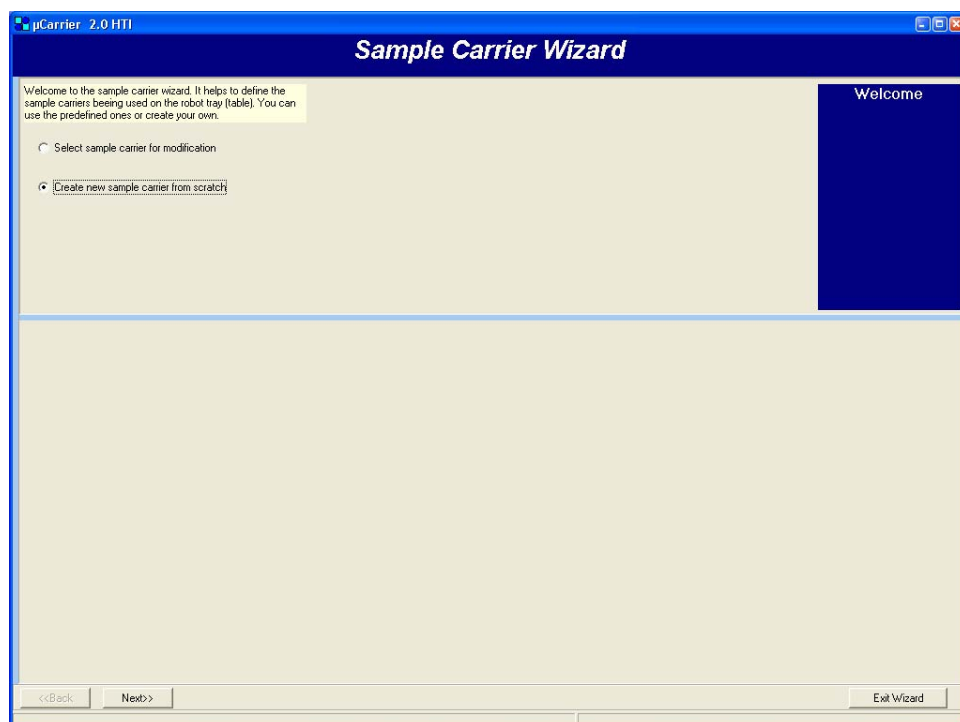 µCarrier 2.0 HTI
Sample Carrier Wizard
Welcome to the sample carrier wizard. It helps to define the
sample carriers beeing used on the robot tray (table). You can
use the predefined ones or create your own.
Welcome
Select sample carrier for modification
Create new sample carrier from scratch
<<Back
Next>>
Exit Wizard